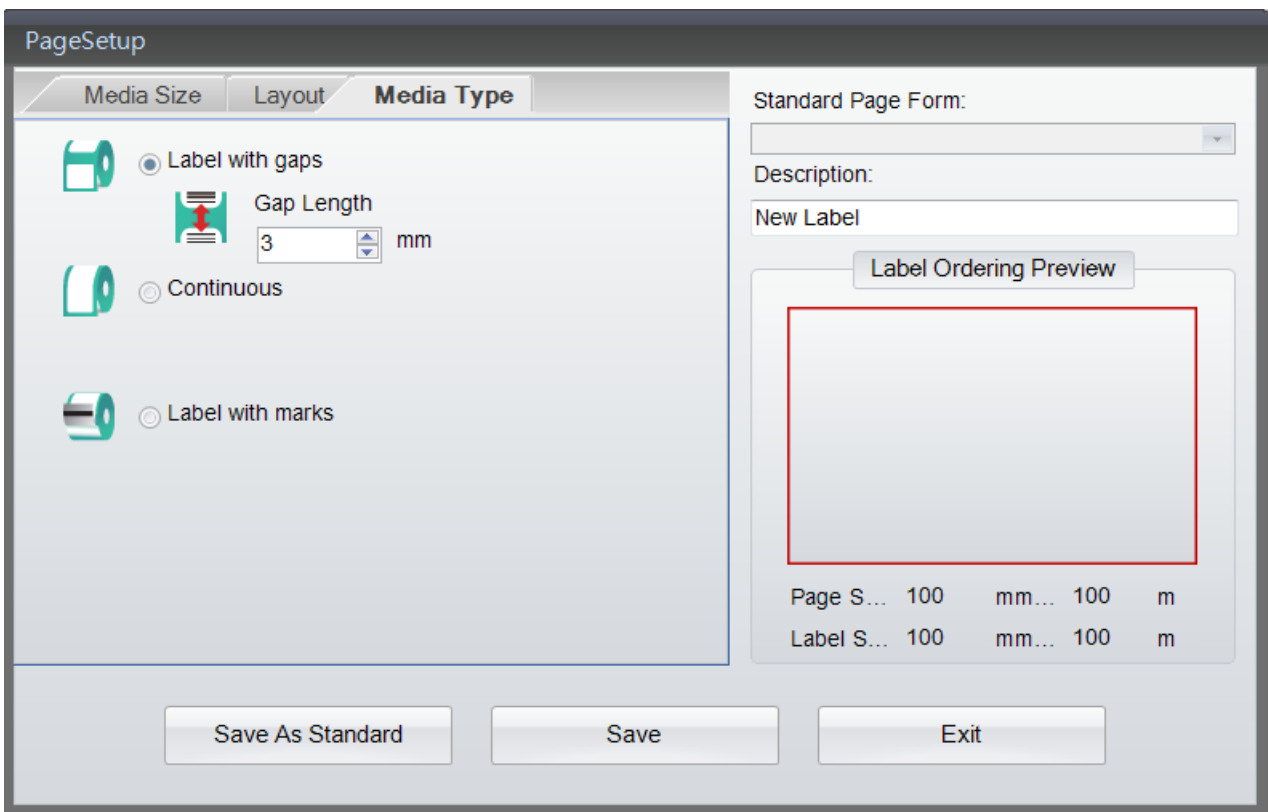 PageSetup
Media Size Layout Media Type
Label with gaps
Gap Length
3 mm
Continuous
Label with marks
Standard Page Form:
Description:
New Label
Label Ordering Preview
Page S... 100 mm... 100 m
Label S... 100 mm... 100 m
Save As Standard Save Exit